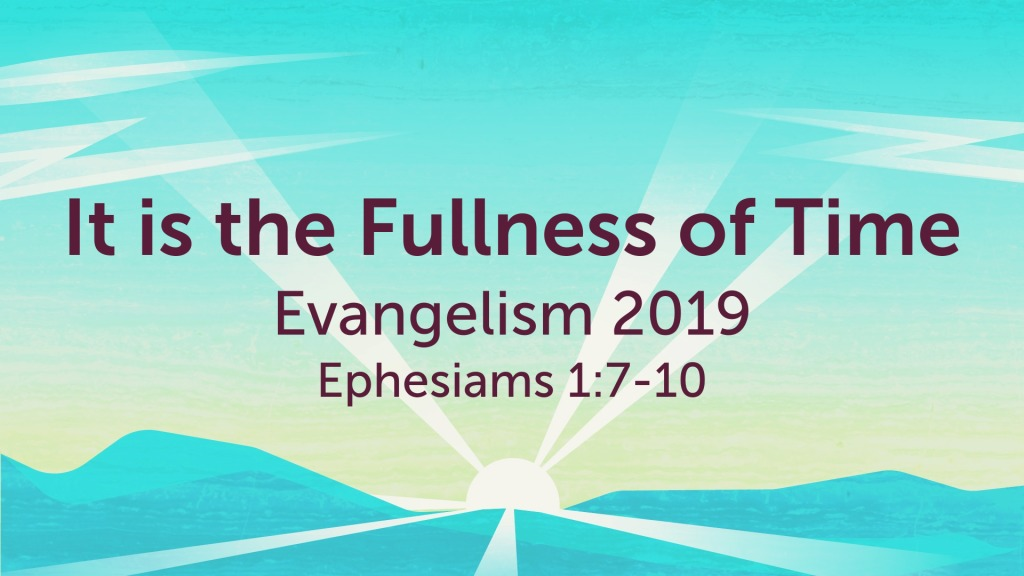 It is the Fullness of Time
Evangelism 2019
Ephesiams 1:7-10